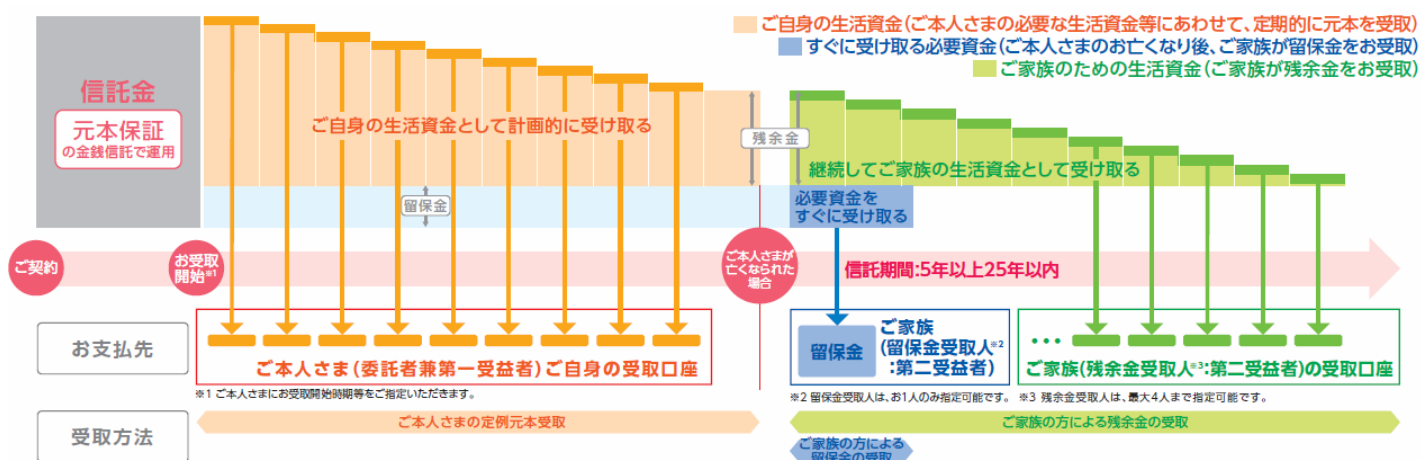 ご自身の生活資金(ご本人さまの必要な生活資金等にあわせて、定期的に元本を受取)
すぐに受け取る必要資金(ご本人さまのお亡くなり後、ご家族が留保金をお受取)
ご家族のための生活資金(ご家族が残余金をお受取)
信託金
元本保証
の金銭信託で運用
ご自身の生活資金として計画的に受け取る
残余金
継続してご家族の生活資金として受け取る
留保金
必要資金を
すぐに受け取る
ご契約
お受取
開始※1
ご本人さまが
亡くなられた
場合
信託期間:5年以上25年以内
お支払先
ご本人さま(委託者兼第一受益者)ご自身の受取口座
留保金
ご家族
(留保金受取人※2
:第二受益者)
•••
ご家族(残余金受取人※3:第二受益者)の受取口座
※1 ご本人さまにお受取開始時期等をご指定いただきます。
※2 留保金受取人は、お1人のみ指定可能です。
※3 残余金受取人は、最大4人まで指定可能です。
受取方法
ご本人さまの定例元本受取
ご家族の方による残余金の受取
ご家族の方による
留保金の受取